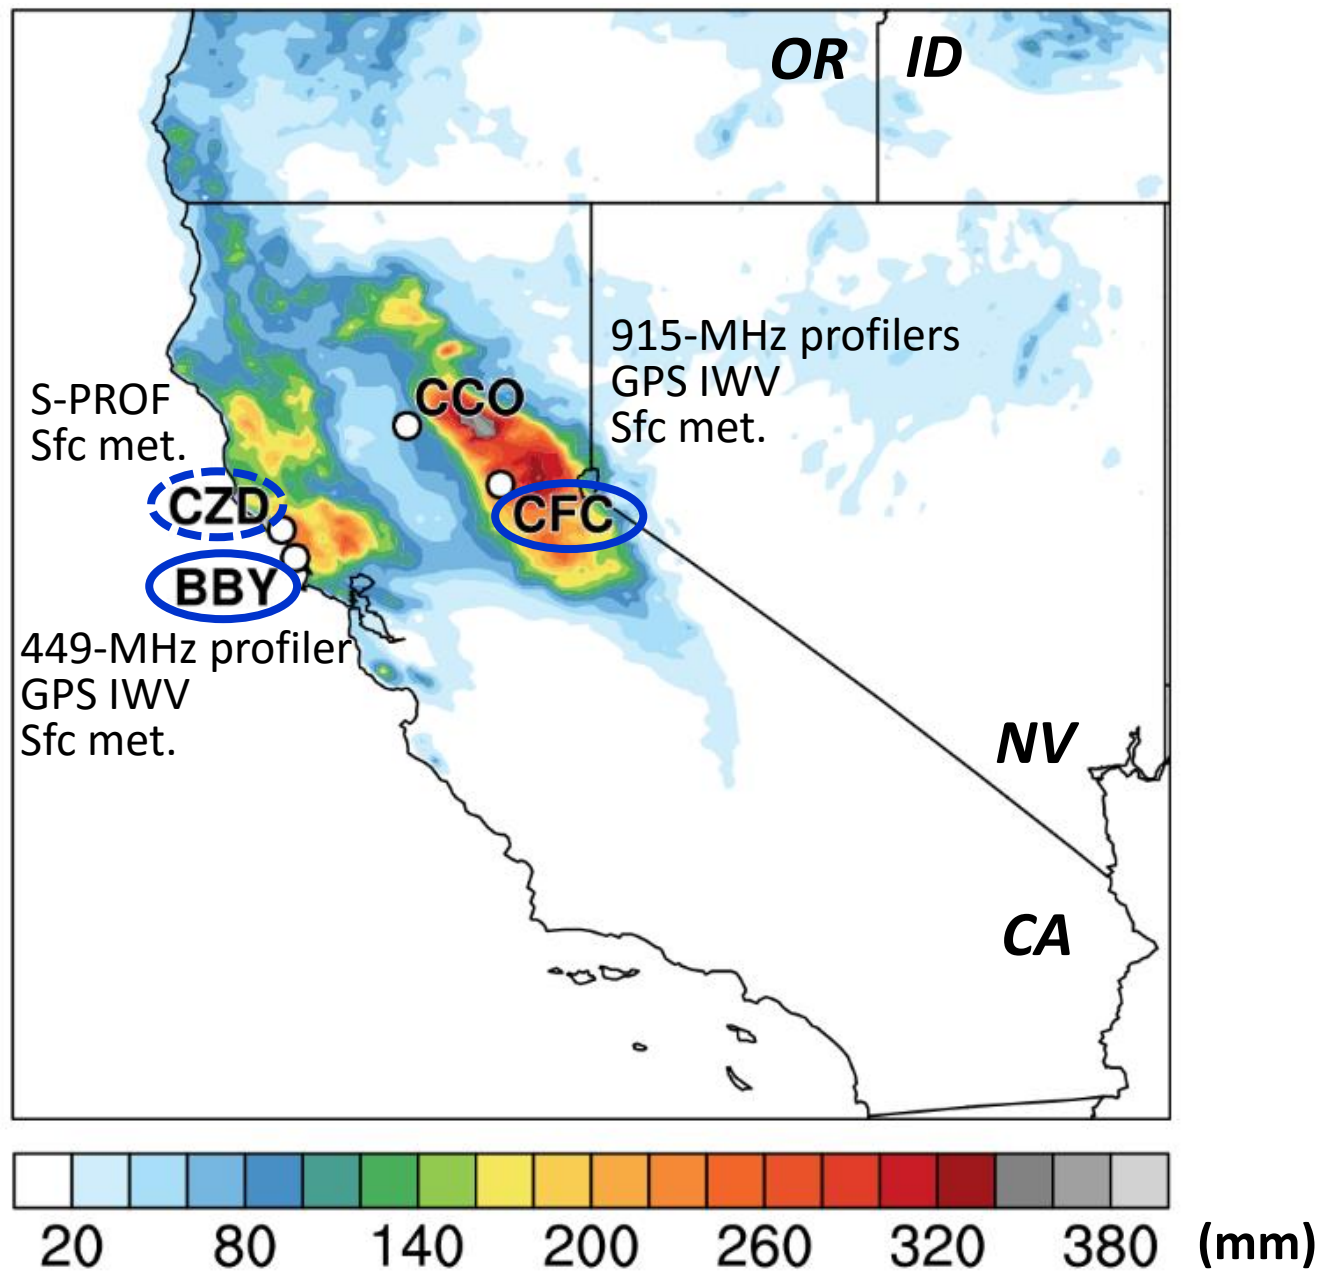 OR ID
915-MHz profilers
GPS IWV
Sfc met.
S-PROF
Sfc met.
CCO
CZD
CFC
BBY
449-MHz profiler
GPS IWV
Sfc met.
NV
CA
20 80 140 200 260 320 380 (mm)